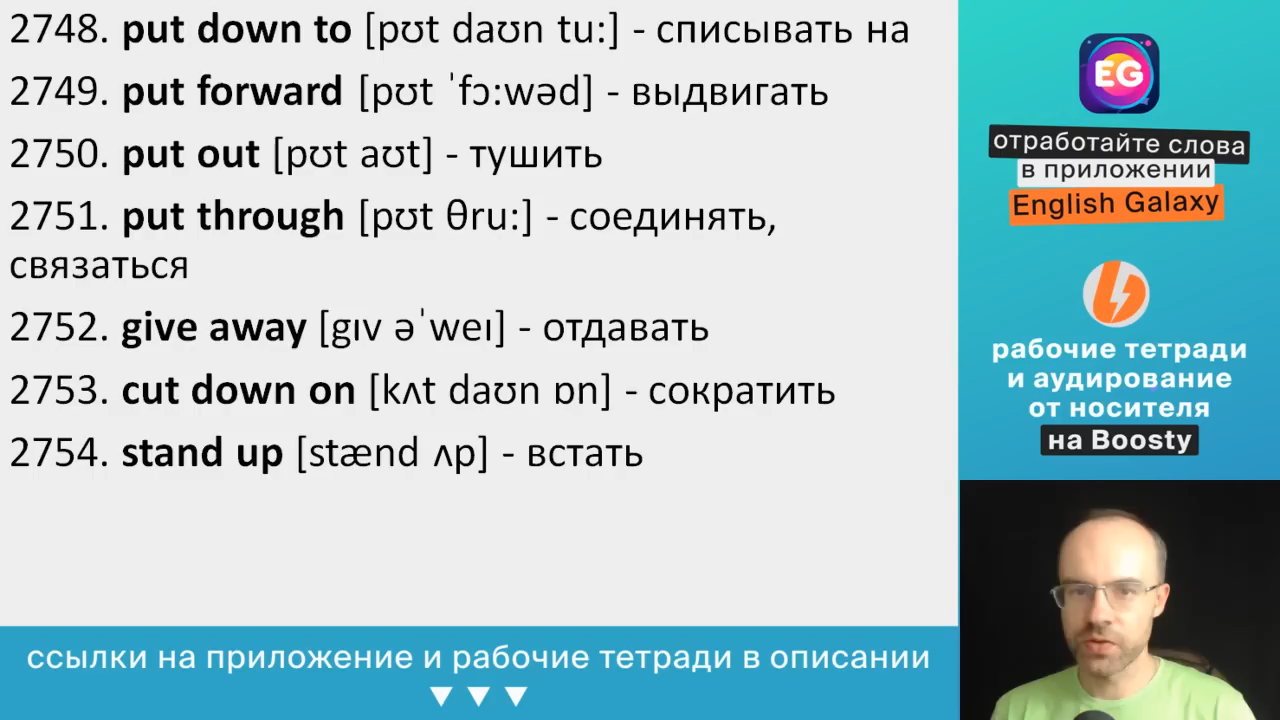 2748. put down to [pʊt daʊn tu:] - списывать на
2749. put forward [pʊt ˈfɔ:wəd] - выдвигать
2750. put out [pʊt aʊt] - тушить
2751. put through [pʊt θru:] - соединять,
связаться
2752. give away [gɪv əˈweɪ] - отдавать
2753. cut down on [kʌt daʊn ɒn] - сократить
2754. stand up [stænd ʌp] - встать
ссылки на приложение и рабочие тетради в описании
EG
отработайте слова
в приложении
English Galaxy
рабочие тетради
и аудирование
от носителя
на Boosty